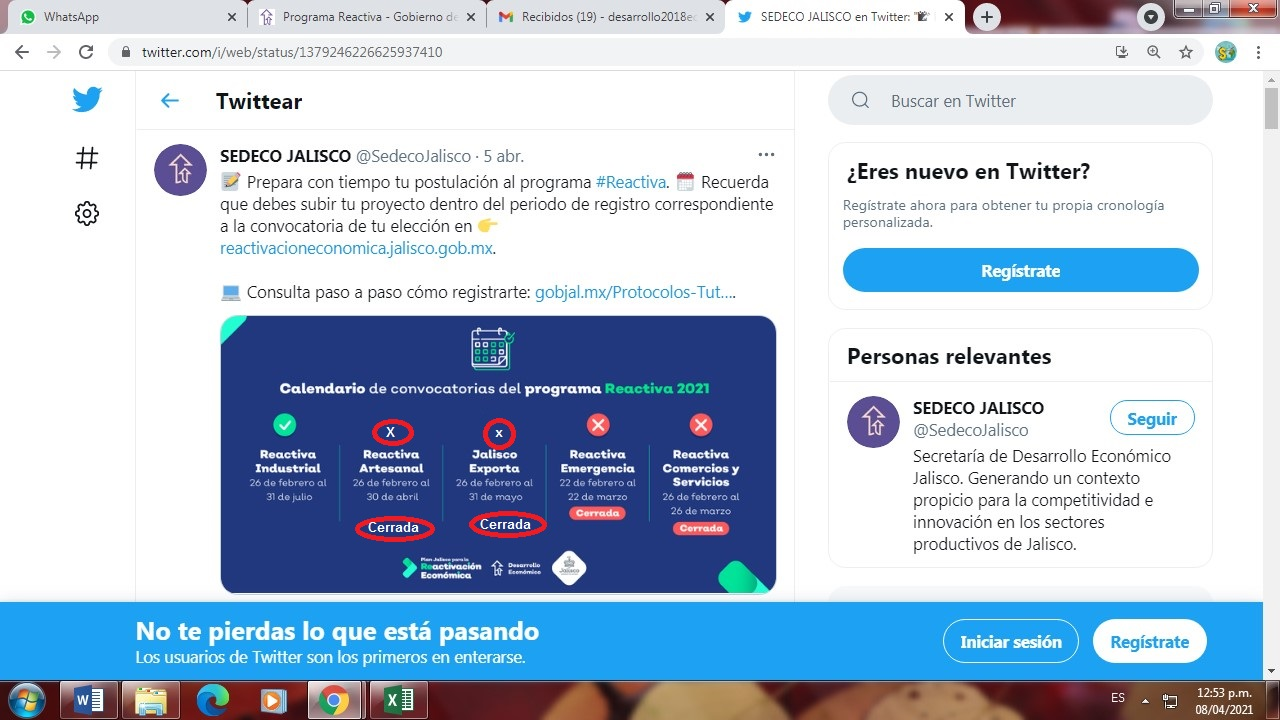 WhatsApp
Programa Reactiva - Gobierno de
Recibidos (19) - desarrollo2018e
SEDECO JALISCO en Twitter: "
twitter.com/i/web/status/1379246226625937410
Twittear
SEDECO JALISCO @SedecoJalisco · 5 abr.
Prepara con tiempo tu postulación al programa #Reactiva. Recuerda
que debes subir tu proyecto dentro del periodo de registro correspondiente
a la convocatoria de tu elección en
reactivacioneconomica.jalisco.gob.mx.
Consulta paso a paso cómo registrarte: gobjal.mx/Protocolos-Tut….
Calendario de convocatorias del programa Reactiva 2021
Reactiva
Industrial
26 de febrero al
31 de julio
X
Reactiva
Artesanal
26 de febrero al
30 de abril
Cerrada
x
Jalisco
Exporta
26 de febrero al
31 de mayo
Cerrada
Reactiva
Emergencia
22 de febrero al
22 de marzo
Cerrada
Reactiva
Comercios y
Servicios
26 de febrero al
26 de marzo
Cerrada
Plan Jalisco para la
Reactivación
Económica
Desarrollo
Económico
Jalisco
Buscar en Twitter
¿Eres nuevo en Twitter?
Regístrate ahora para obtener tu propia cronología
personalizada.
Regístrate
Personas relevantes
SEDECO JALISCO
@SedecoJalisco
Seguir
Secretaría de Desarrollo Económico
Jalisco. Generando un contexto
propicio para la competitividad e
innovación en los sectores
productivos de Jalisco.
No te pierdas lo que está pasando
Los usuarios de Twitter son los primeros en enterarse.
Iniciar sesión
Regístrate
ES
12:53 p.m.
08/04/2021